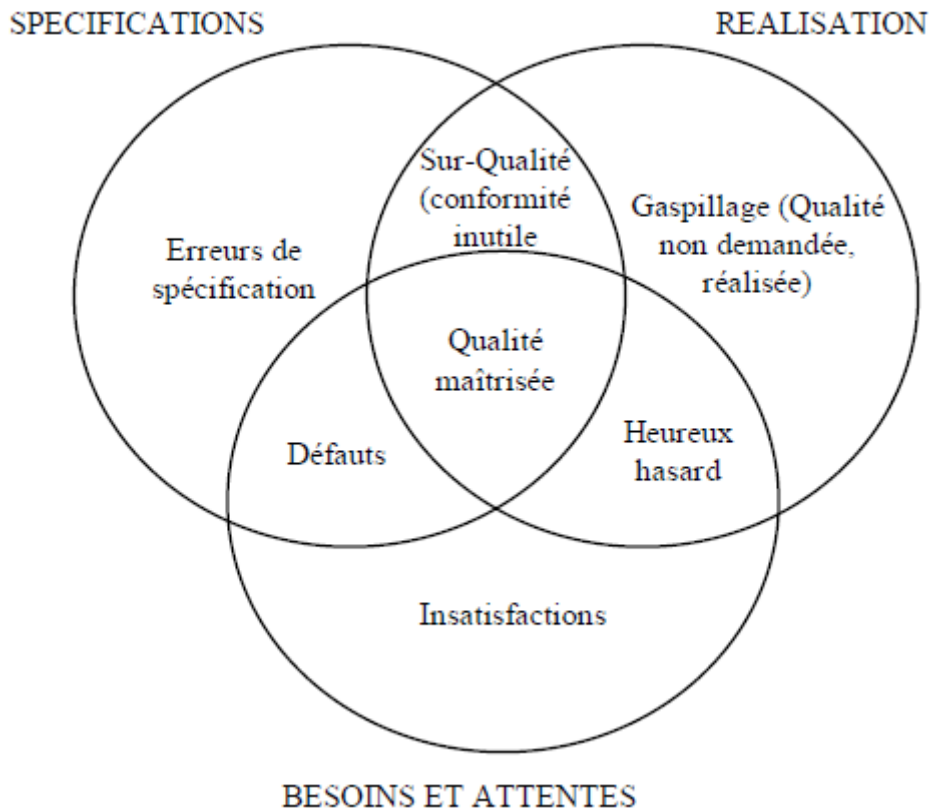 SPECIFICATIONS
REALISATION
Sur-Qualité
(conformité
inutile
Gaspillage (Qualité
non demandée,
réalisée)
Erreurs de
spécification
Qualité
maîtrisée
Défauts
Heureux
hasard
Insatisfactions
BESOINS ET ATTENTES